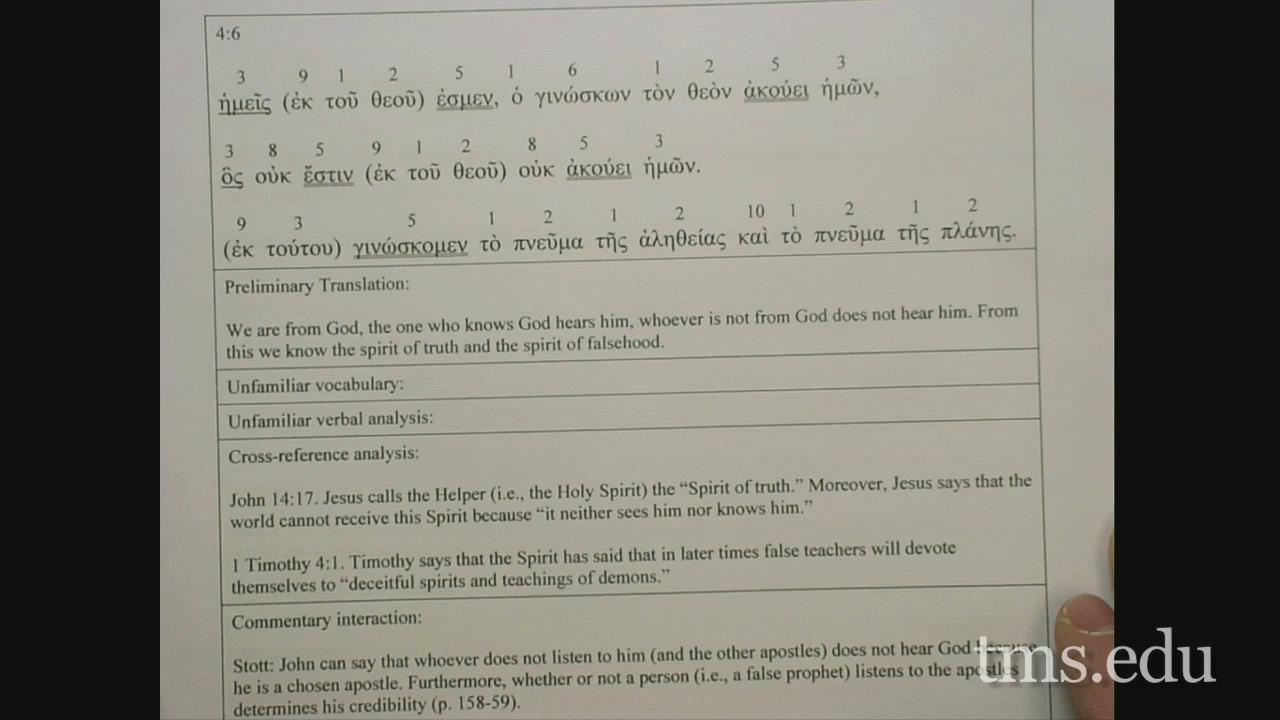 4:6
3 9 1 2 5 1 6 1 2 5 3
ἡμεῖς (ἐκ τοῦ θεοῦ) ἐσμεν, ὁ γινώσκων τὸν θεὸν ἀκούει ἡμῶν,
3 8 5 9 1 2 8 5 3
ὃς οὐκ ἔστιν (ἐκ τοῦ θεοῦ) οὐκ ἀκούει ἡμῶν.
9 3 5 1 2 1 2 10 1 2 1 2
(ἐκ τούτου) γινώσκομεν τὸ πνεῦμα τῆς ἀληθείας καὶ τὸ πνεῦμα τῆς πλάνης.
Preliminary Translation:
We are from God, the one who knows God hears him, whoever is not from God does not hear him. From
this we know the spirit of truth and the spirit of falsehood.
Unfamiliar vocabulary:
Unfamiliar verbal analysis:
Cross-reference analysis:
John 14:17. Jesus calls the Helper (i.e., the Holy Spirit) the “Spirit of truth.” Moreover, Jesus says that the
world cannot receive this Spirit because “it neither sees him nor knows him.”
1 Timothy 4:1. Timothy says that the Spirit has said that in later times false teachers will devote
themselves to “deceitful spirits and teachings of demons.”
Commentary interaction:
Stott: John can say that whoever does not listen to him (and the other apostles) does not hear God because
he is a chosen apostle. Furthermore, whether or not a person (i.e., a false prophet) listens to the apostles
determines his credibility (p. 158-59).
tms.edu